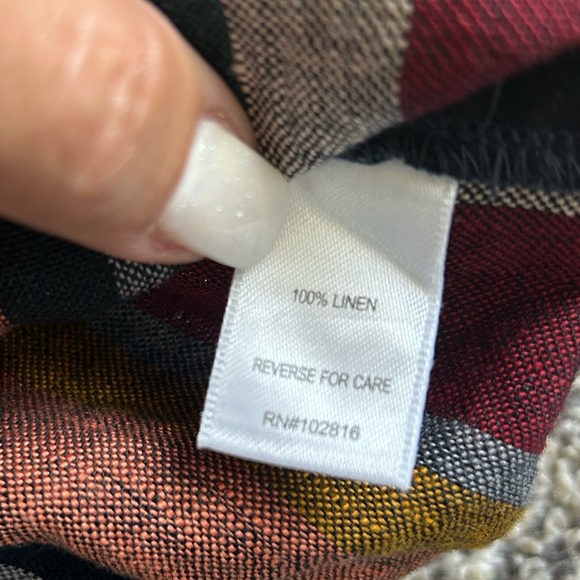 100% LINEN
REVERSE FOR CARE
RN#102816